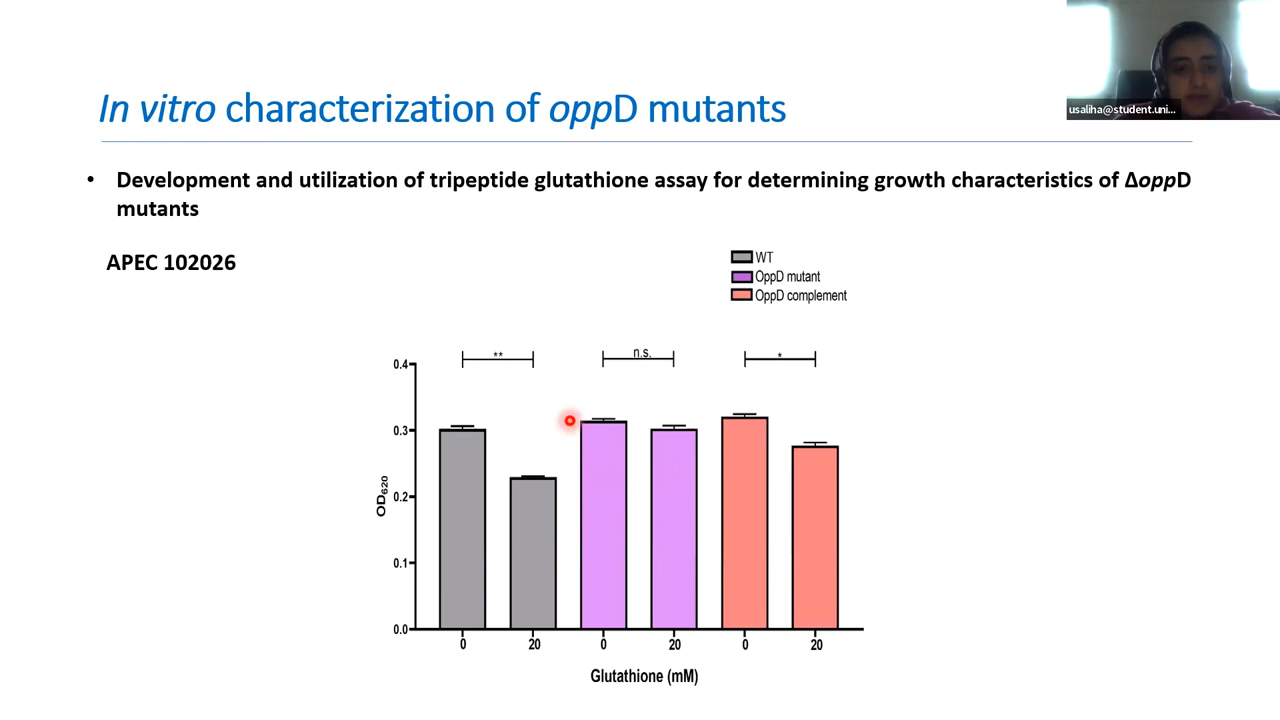 usaliha@student.uni...
In vitro characterization of oppD mutants
• Development and utilization of tripeptide glutathione assay for determining growth characteristics of ΔoppD
mutants
APEC 102026
WT
OppD mutant
OppD complement
** n.s. *
0.4
0.3
0.2
0.1
0.0
OD620
0 20 0 20 0 20
Glutathione (mM)